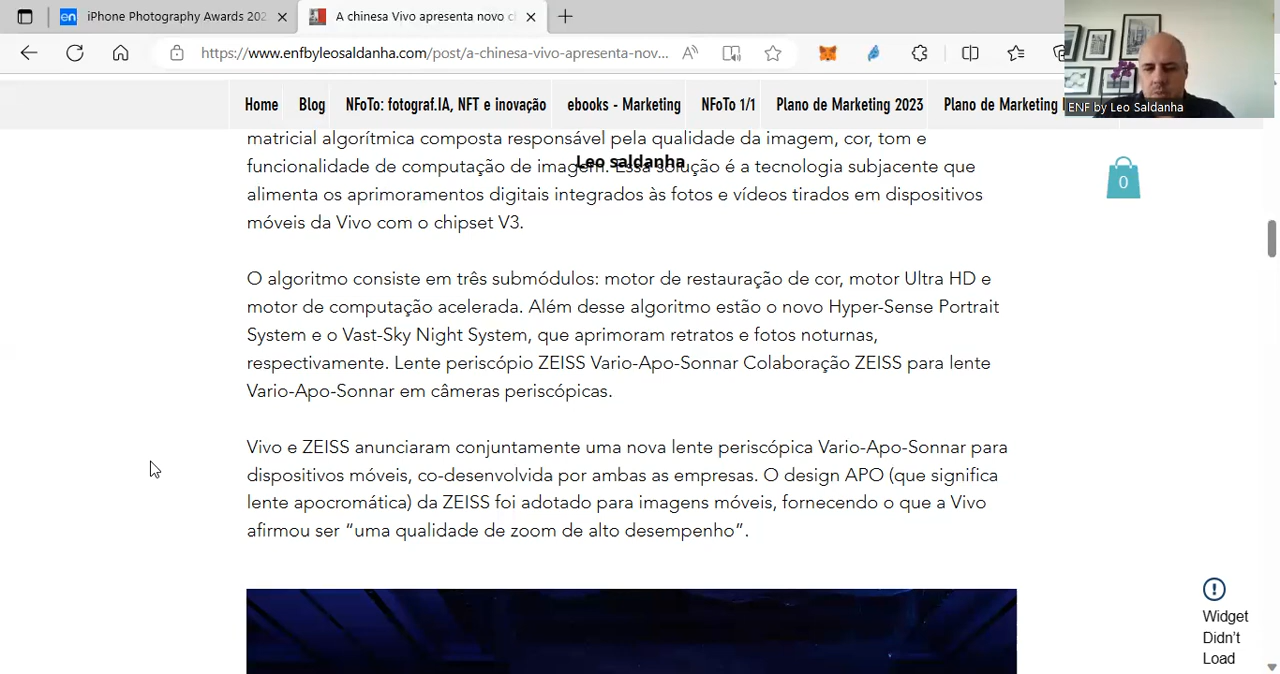 iPhone Photography Awards 202
A chinesa Vivo apresenta novo c
https://www.enfbyleosaldanha.com/post/a-chinesa-vivo-apresenta-nov...
Home Blog NFoTo: fotograf.IA, NFT e inovação ebooks - Marketing NFoTo 1/1 Plano de Marketing 2023 Plano de Marketing
ENF by Leo Saldanha
matricial algorítmica composta responsável pela qualidade da imagem, cor, tom e
Leo saldanha
funcionalidade de computação de imagem. Essa solução é a tecnologia subjacente que
0
alimenta os aprimoramentos digitais integrados às fotos e vídeos tirados em dispositivos
móveis da Vivo com o chipset V3.
O algoritmo consiste em três submódulos: motor de restauração de cor, motor Ultra HD e
motor de computação acelerada. Além desse algoritmo estão o novo Hyper-Sense Portrait
System e o Vast-Sky Night System, que aprimoram retratos e fotos noturnas,
respectivamente. Lente periscópio ZEISS Vario-Apo-Sonnar Colaboração ZEISS para lente
Vario-Apo-Sonnar em câmeras periscópicas.
Vivo e ZEISS anunciaram conjuntamente uma nova lente periscópica Vario-Apo-Sonnar para
dispositivos móveis, co-desenvolvida por ambas as empresas. O design APO (que significa
lente apocromática) da ZEISS foi adotado para imagens móveis, fornecendo o que a Vivo
afirmou ser “uma qualidade de zoom de alto desempenho”.
Widget
Didn’t
Load